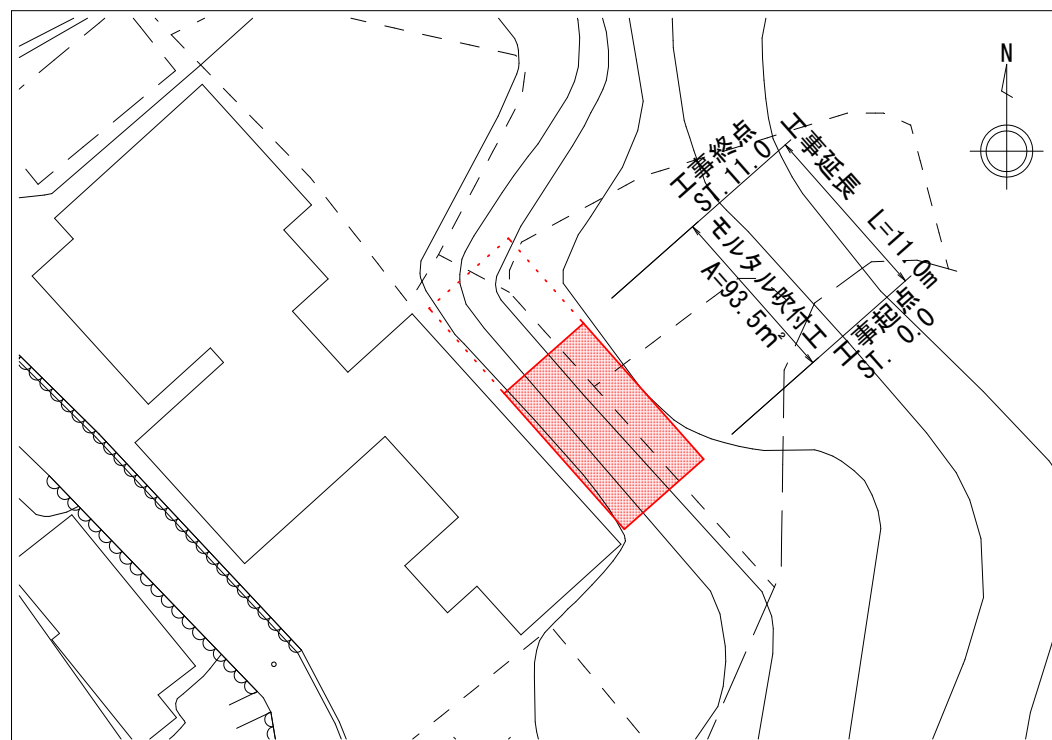 N
工事終点
ST.11.0
工事延長 L=11.0m
モルタル吹付工
A=93.5㎡
工事起点
ST. 0.0